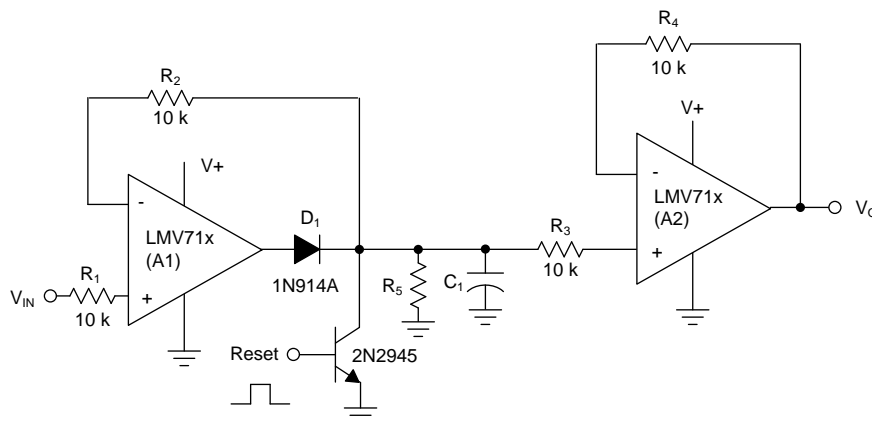 R4
10 k
R2
10 k
V+
V+
-
-
LMV71x
(A2)
D1
LMV71x
(A1)
R3
VO
R1
1N914A
R5
C1
10 k
+
VIN
+
10 k
Reset
2N2945